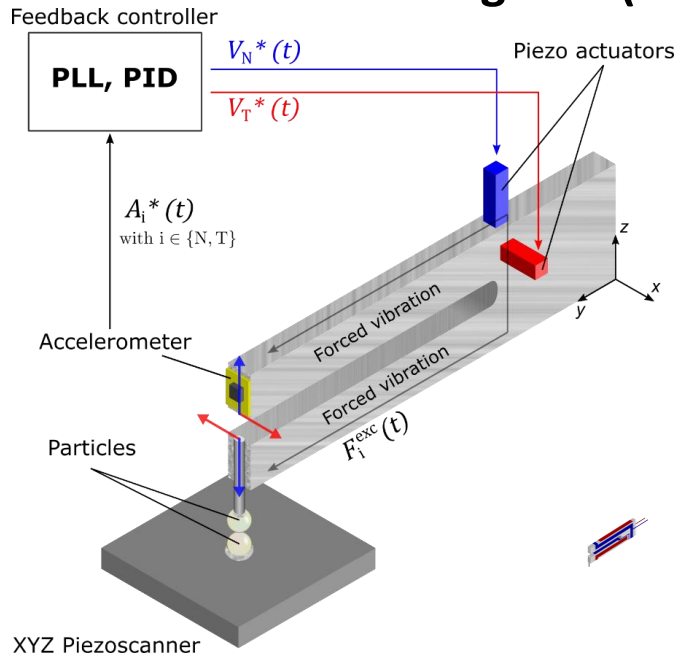 Feedback controller
PLL, PID
V_N*(t)
V_T*(t)
Piezo actuators
A_i*(t)
with i ∈ {N, T}
z
x
y
Forced vibration
Accelerometer
Forced vibration
F_i^exc(t)
Particles
XYZ Piezoscanner